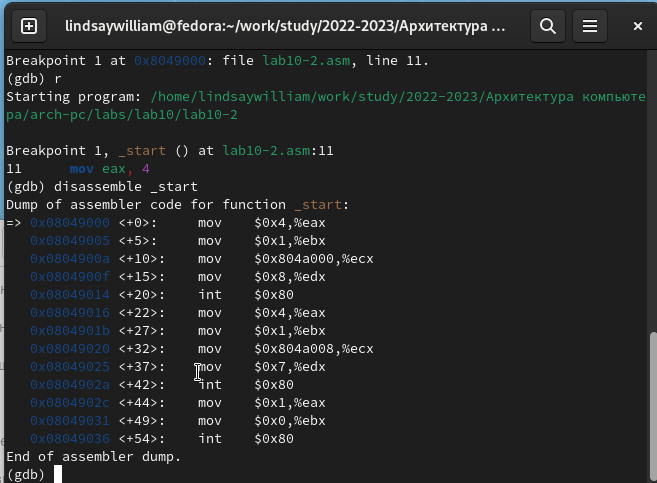 lindsaywilliam@fedora:~/work/study/2022-2023/Архитектура ...
Breakpoint 1 at 0x8049000: file lab10-2.asm, line 11.
(gdb) r
Starting program: /home/lindsaywilliam/work/study/2022-2023/Архитектура компьюте
ра/arch-pc/labs/lab10/lab10-2
Breakpoint 1, _start () at lab10-2.asm:11
11 mov eax, 4
(gdb) disassemble _start
Dump of assembler code for function _start:
=> 0x08049000 <+0>: mov $0x4,%eax
0x08049005 <+5>: mov $0x1,%ebx
0x0804900a <+10>: mov $0x804a000,%ecx
0x0804900f <+15>: mov $0x8,%edx
0x08049014 <+20>: int $0x80
0x08049016 <+22>: mov $0x4,%eax
0x0804901b <+27>: mov $0x1,%ebx
0x08049020 <+32>: mov $0x804a008,%ecx
0x08049025 <+37>: mov $0x7,%edx
0x0804902a <+42>: int $0x80
0x0804902c <+44>: mov $0x1,%eax
0x08049031 <+49>: mov $0x0,%ebx
0x08049036 <+54>: int $0x80
End of assembler dump.
(gdb)